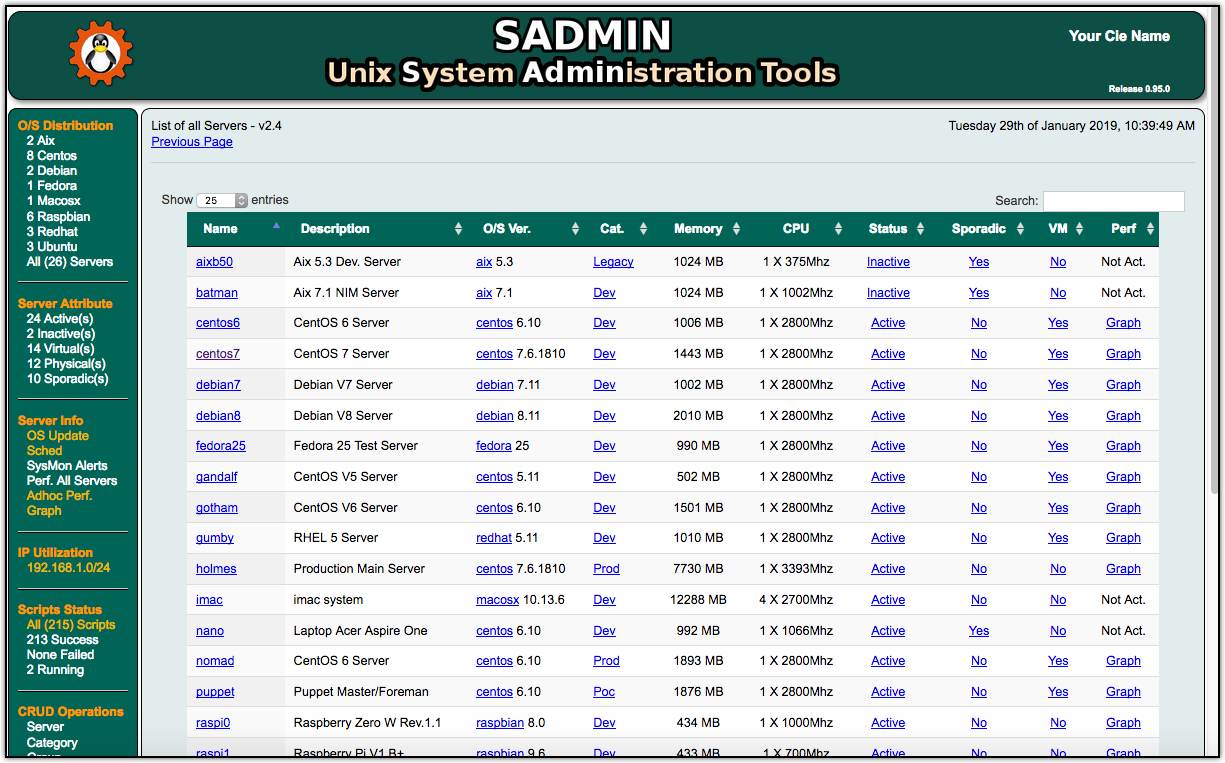 SADMIN
Unix System Administration Tools
Your Cie Name
Release 0.95.0
O/S Distribution
2 Aix
8 Centos
2 Debian
1 Fedora
1 Macosx
6 Raspbian
3 Redhat
3 Ubuntu
All (26) Servers
Server Attribute
24 Active(s)
2 Inactive(s)
14 Virtual(s)
12 Physical(s)
10 Sporadic(s)
Server Info
OS Update
Sched
SysMon Alerts
Perf. All Servers
Adhoc Perf.
Graph
IP Utilization
192.168.1.0/24
Scripts Status
All (215) Scripts
213 Success
None Failed
2 Running
CRUD Operations
Server
Category
List of all Servers - v2.4
Tuesday 29th of January 2019, 10:39:49 AM
Previous Page
Show 25 entries
Search:
Name Description O/S Ver. Cat. Memory CPU Status Sporadic VM Perf
aixb50 Aix 5.3 Dev. Server aix 5.3 Legacy 1024 MB 1 X 375Mhz Inactive Yes No Not Act.
batman Aix 7.1 NIM Server aix 7.1 Dev 1024 MB 1 X 1002Mhz Inactive Yes No Not Act.
centos6 CentOS 6 Server centos 6.10 Dev 1006 MB 1 X 2800Mhz Active No Yes Graph
centos7 CentOS 7 Server centos 7.6.1810 Dev 1443 MB 1 X 2800Mhz Active No Yes Graph
debian7 Debian V7 Server debian 7.11 Dev 1002 MB 1 X 2800Mhz Active No Yes Graph
debian8 Debian V8 Server debian 8.11 Dev 2010 MB 1 X 2800Mhz Active No Yes Graph
fedora25 Fedora 25 Test Server fedora 25 Dev 990 MB 1 X 2800Mhz Active No Yes Graph
gandalf CentOS V5 Server centos 5.11 Dev 502 MB 1 X 2800Mhz Active No Yes Graph
gotham CentOS V6 Server centos 6.10 Dev 1501 MB 1 X 2800Mhz Active No Yes Graph
gumby RHEL 5 Server redhat 5.11 Dev 1010 MB 1 X 2800Mhz Active No Yes Graph
holmes Production Main Server centos 7.6.1810 Prod 7730 MB 1 X 3393Mhz Active No No Graph
imac imac system macosx 10.13.6 Dev 12288 MB 4 X 2700Mhz Active No No Not Act.
nano Laptop Acer Aspire One centos 6.10 Dev 992 MB 1 X 1066Mhz Active Yes No Not Act.
nomad CentOS 6 Server centos 6.10 Prod 1893 MB 1 X 2800Mhz Active No Yes Graph
puppet Puppet Master/Foreman centos 6.10 Poc 1876 MB 1 X 2800Mhz Active No Yes Graph
raspi0 Raspberry Zero W Rev.1.1 raspbian 8.0 Dev 434 MB 1 X 1000Mhz Active No No Graph
raspi1 Raspberry Pi V1 B+ raspbian 9.6 Dev 433 MB 1 X 700Mhz Active No No Graph